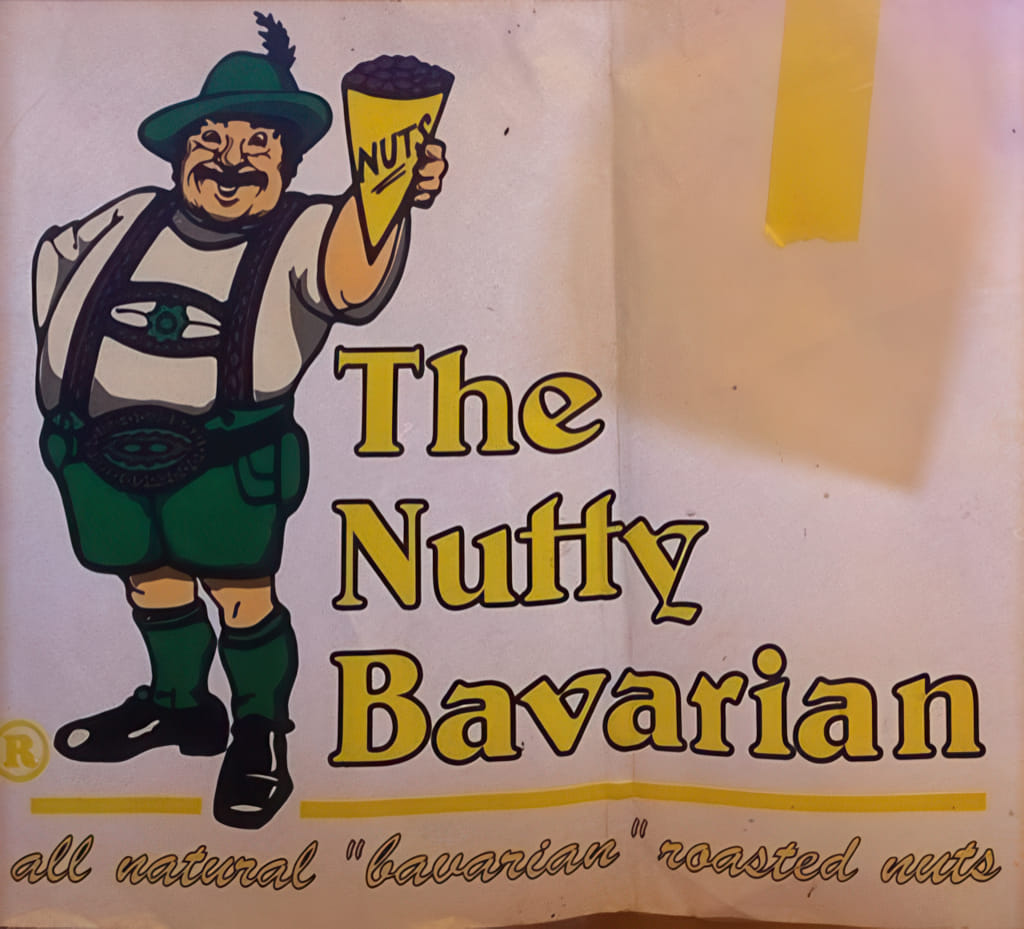 NUTS
The
Nutty
Bavarian
®
all natural "bavarian" roasted nuts